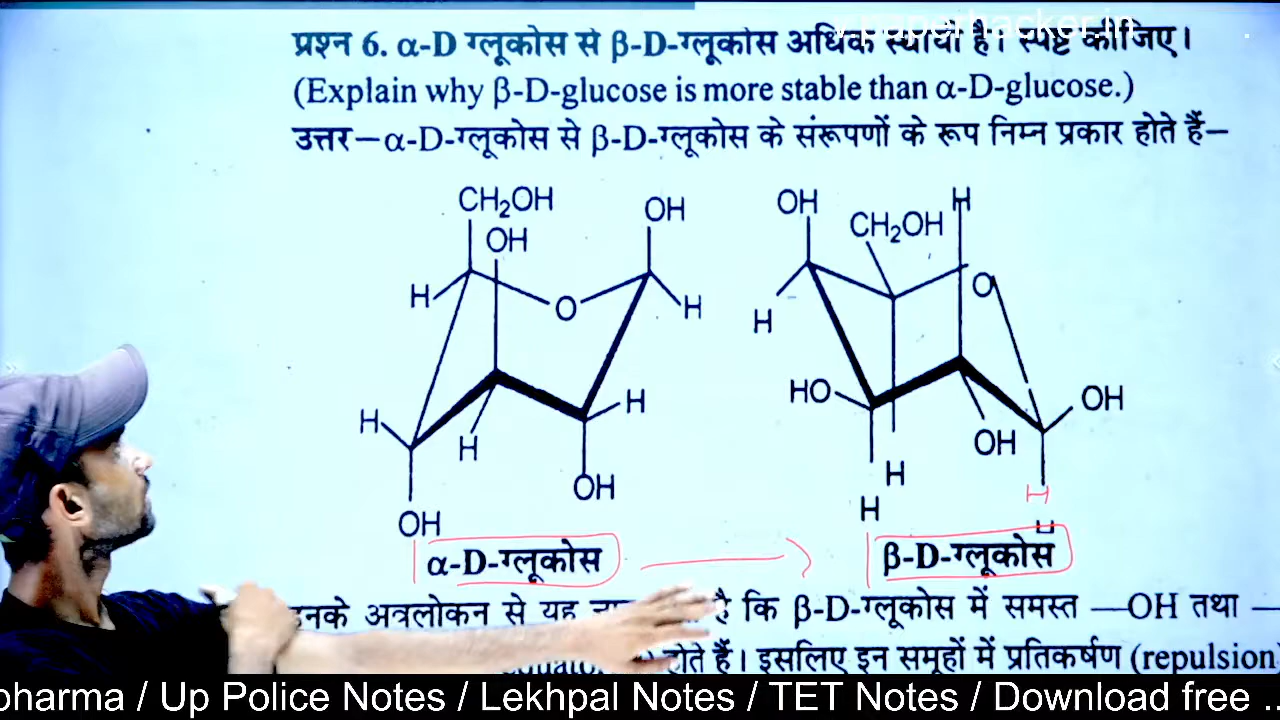 y.paperhacker.in
प्रश्न 6. α-D ग्लूकोस से β-D-ग्लूकोस अधिक स्थायी है। स्पष्ट कीजिए।
(Explain why β-D-glucose is more stable than α-D-glucose.)
उत्तर—α-D-ग्लूकोस से β-D-ग्लूकोस के संरूपणों के रूप निम्न प्रकार होते हैं—
CH₂OH
OH
OH
H
O
H
H
H
H
OH
OH
α-D-ग्लूकोस
OH
H
CH₂OH
O
H
HO
OH
OH
H
H
H
β-D-ग्लूकोस
इनके अवलोकन से यह है कि β-D-ग्लूकोस में समस्त —OH तथा —
होते हैं। इसलिए इन समूहों में प्रतिकर्षण (repulsion)
pharma / Up Police Notes / Lekhpal Notes / TET Notes / Download free ..